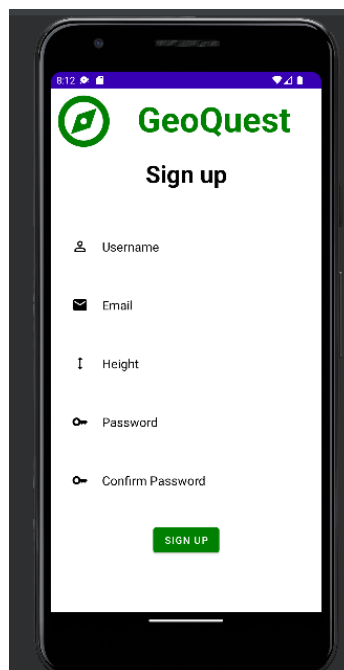 8:12
GeoQuest
Sign up
Username
Email
Height
Password
Confirm Password
SIGN UP